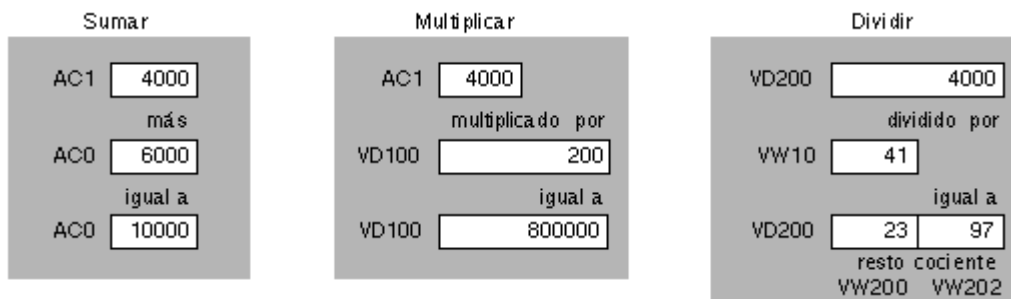 Sumar
AC1 4000
más
AC0 6000
igual a
AC0 10000
Multiplicar
AC1 4000
multiplicado por
VD100 200
igual a
VD100 800000
Dividir
VD200 4000
dividido por
VW10 41
igual a
VD200 23 97
resto cociente
VW200 VW202